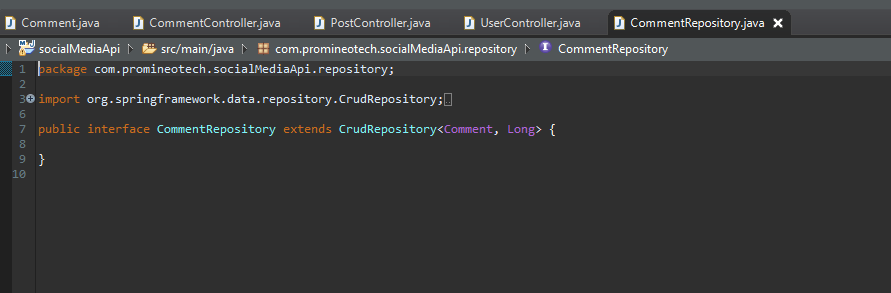 Comment.java CommentController.java PostController.java UserController.java CommentRepository.java
socialMediaApi src/main/java com.promineotech.socialMediaApi.repository CommentRepository
1 package com.promineotech.socialMediaApi.repository;
2
3 import org.springframework.data.repository.CrudRepository;
6
7 public interface CommentRepository extends CrudRepository<Comment, Long> {
8
9 }
10